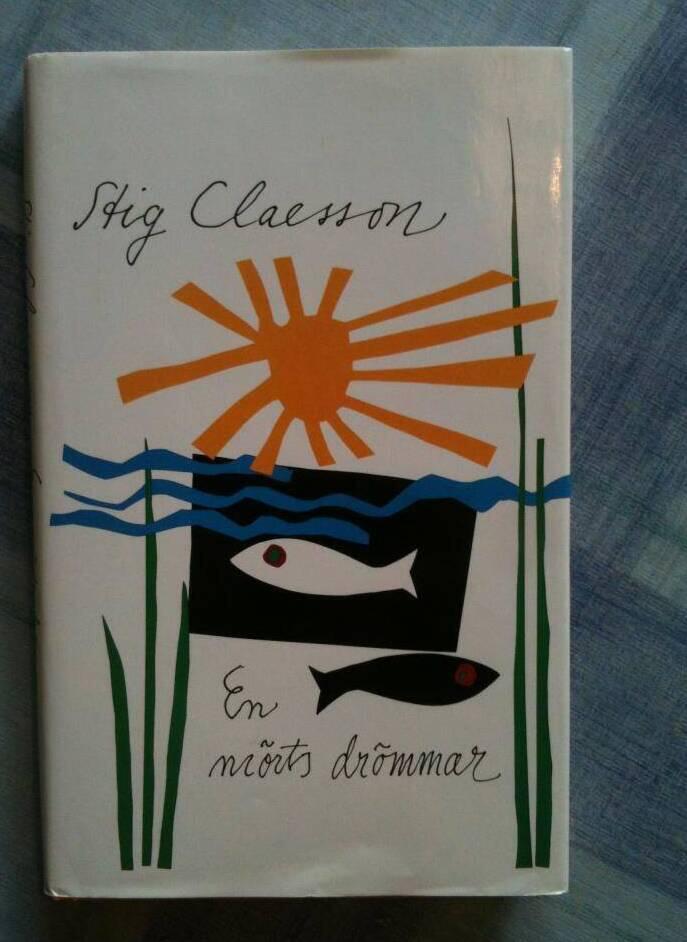 Stig Claesson
En
mörts drömmar